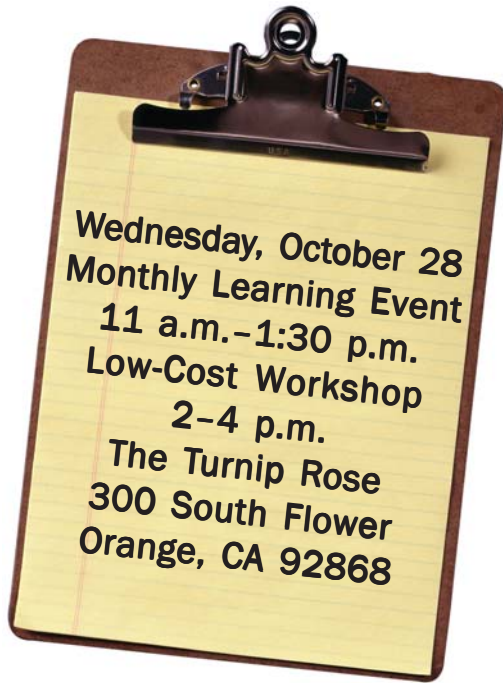 USA
Wednesday, October 28
Monthly Learning Event
11 a.m.–1:30 p.m.
Low-Cost Workshop
2–4 p.m.
The Turnip Rose
300 South Flower
Orange, CA 92868